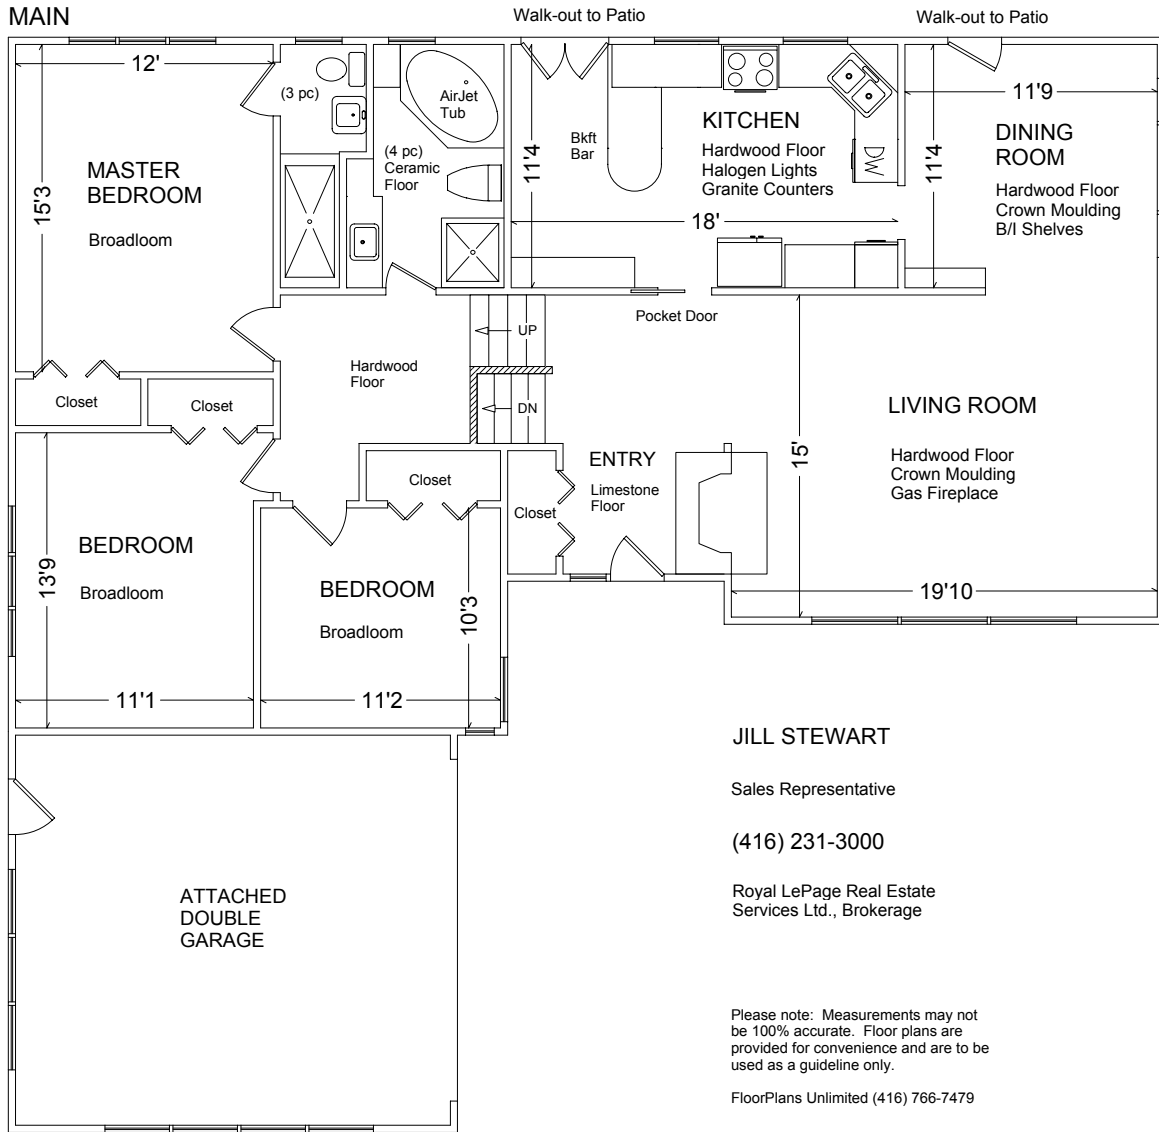 MAIN
Walk-out to Patio
Walk-out to Patio
12'
(3 pc)
AirJet
Tub
11'9
KITCHEN
Hardwood Floor
Halogen Lights
Granite Counters
DINING
ROOM
Hardwood Floor
Crown Moulding
B/I Shelves
Bkft
Bar
11'4
11'4
(4 pc)
Ceramic
Floor
MASTER
BEDROOM
Broadloom
15'3
18'
Pocket Door
UP
Hardwood
Floor
DN
Closet
Closet
LIVING ROOM
Hardwood Floor
Crown Moulding
Gas Fireplace
15'
ENTRY
Limestone
Floor
Closet
Closet
BEDROOM
Broadloom
13'9
BEDROOM
Broadloom
10'3
19'10
11'1
11'2
JILL STEWART
Sales Representative
(416) 231-3000
Royal LePage Real Estate
Services Ltd., Brokerage
ATTACHED
DOUBLE
GARAGE
Please note:  Measurements may not
be 100% accurate.  Floor plans are
provided for convenience and are to be
used as a guideline only.
FloorPlans Unlimited (416) 766-7479